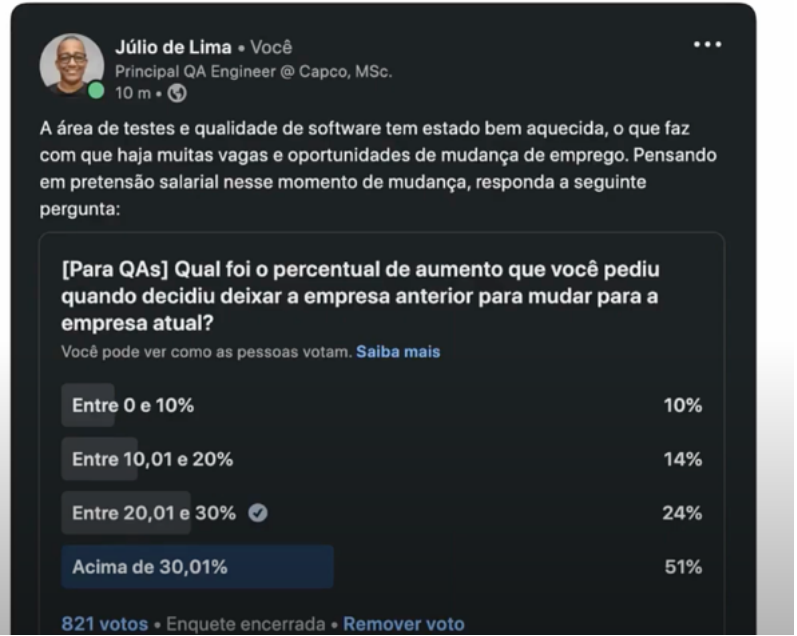 Júlio de Lima • Você
Principal QA Engineer @ Capco, MSc.
10 m •
A área de testes e qualidade de software tem estado bem aquecida, o que faz
com que haja muitas vagas e oportunidades de mudança de emprego. Pensando
em pretensão salarial nesse momento de mudança, responda a seguinte
pergunta:
[Para QAs] Qual foi o percentual de aumento que você pediu
quando decidiu deixar a empresa anterior para mudar para a
empresa atual?
Você pode ver como as pessoas votam. Saiba mais
Entre 0 e 10% 10%
Entre 10,01 e 20% 14%
Entre 20,01 e 30% 24%
Acima de 30,01% 51%
821 votos • Enquete encerrada • Remover voto